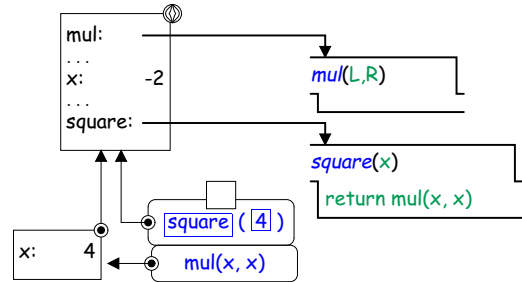 mul:
. . .
x: -2
. . .
square:
mul(L,R)
square(x)
return mul(x, x)
square ( 4 )
mul(x, x)
x: 4